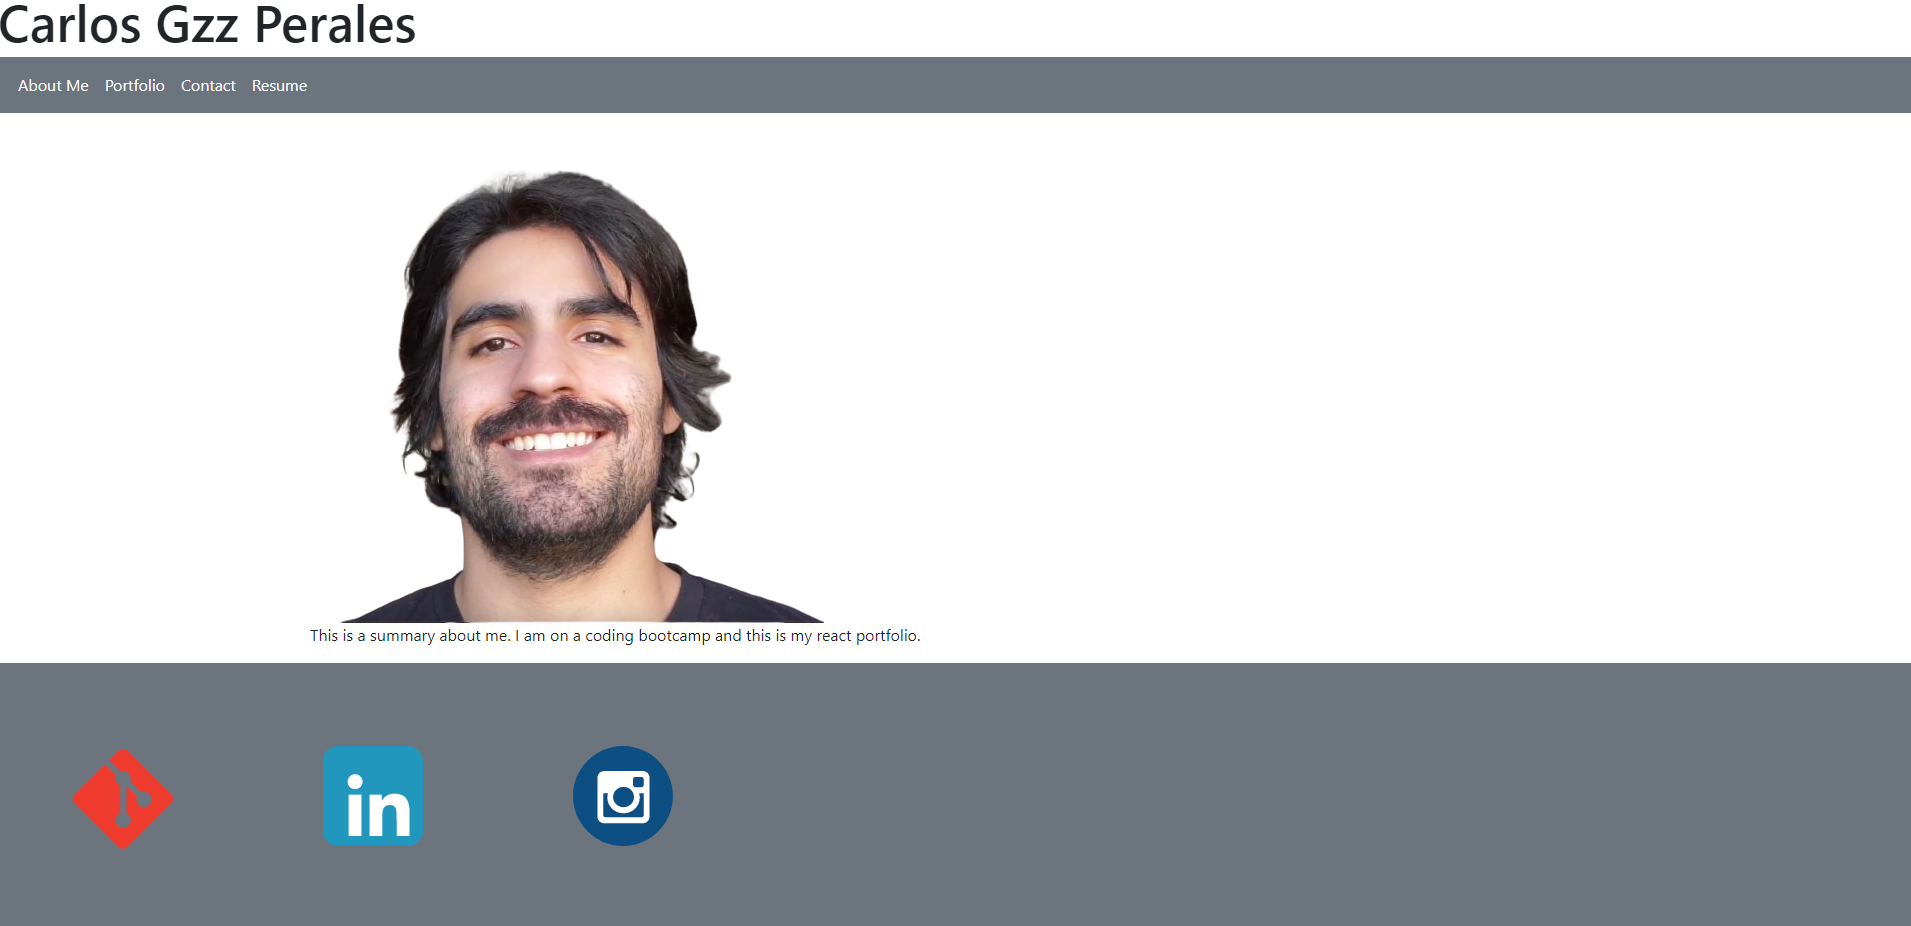 Carlos Gzz Perales
About Me Portfolio Contact Resume
This is a summary about me. I am on a coding bootcamp and this is my react portfolio.
in